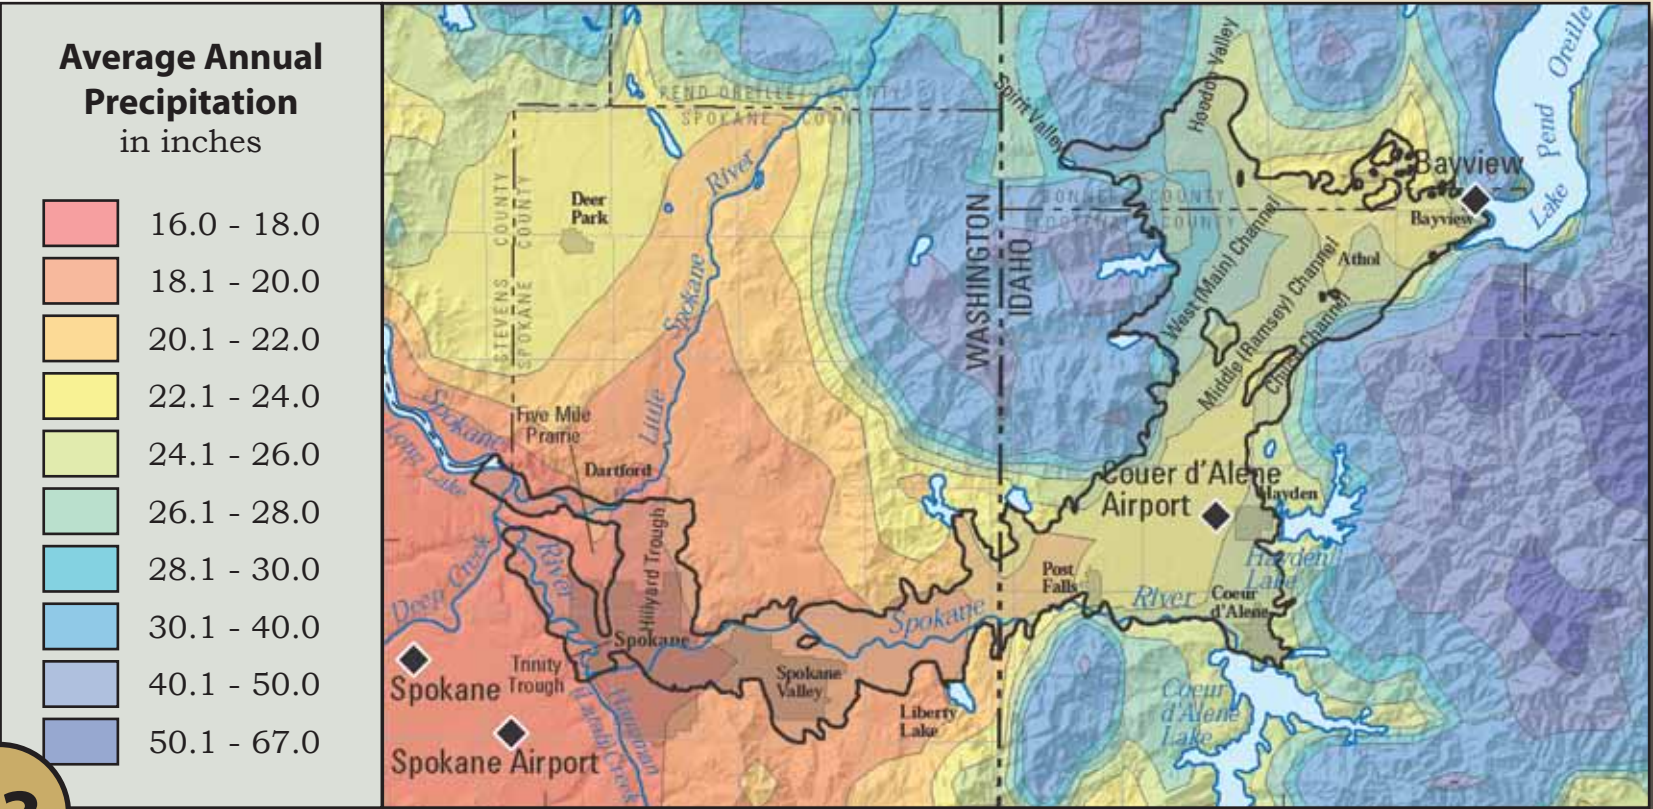 Average Annual
Precipitation
in inches
16.0 - 18.0
18.1 - 20.0
20.1 - 22.0
22.1 - 24.0
24.1 - 26.0
26.1 - 28.0
28.1 - 30.0
30.1 - 40.0
40.1 - 50.0
50.1 - 67.0
PEND OREILLE COUNTY
SPOKANE COUNTY
STEVENS COUNTY
SPOKANE COUNTY
Deer
Park
Little Spokane River
WASHINGTON
IDAHO
Spirit Valley
Hoodoo Valley
BONNER COUNTY
KOOTENAI COUNTY
Bayview
Bayview
Lake Pend Oreille
Athol
West (Main) Channel
Middle (Ramsey) Channel
Chilco Channel
Five Mile
Prairie
Dartford
Spokane
Long Lake
River
Deep Creek
Hillyard Trough
Spokane
Trinity
Trough
Spokane
Spokane Airport
Hangman
(Latah) Creek
Spokane
Valley
Liberty
Lake
Spokane River
Post
Falls
Couer d'Alene
Airport
Hayden
Hayden
Lake
Coeur
d'Alene
Coeur
d'Alene
Lake